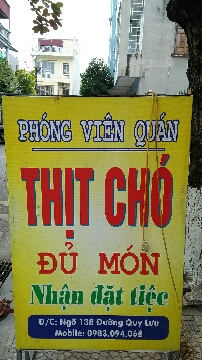 PHÓNG VIÊN QUÁN
THỊT CHÓ
ĐỦ MÓN
Nhận đặt tiệc
Đ/C: Ngõ 138 Đường Quy Lưu
Mobile: 0983.094.068